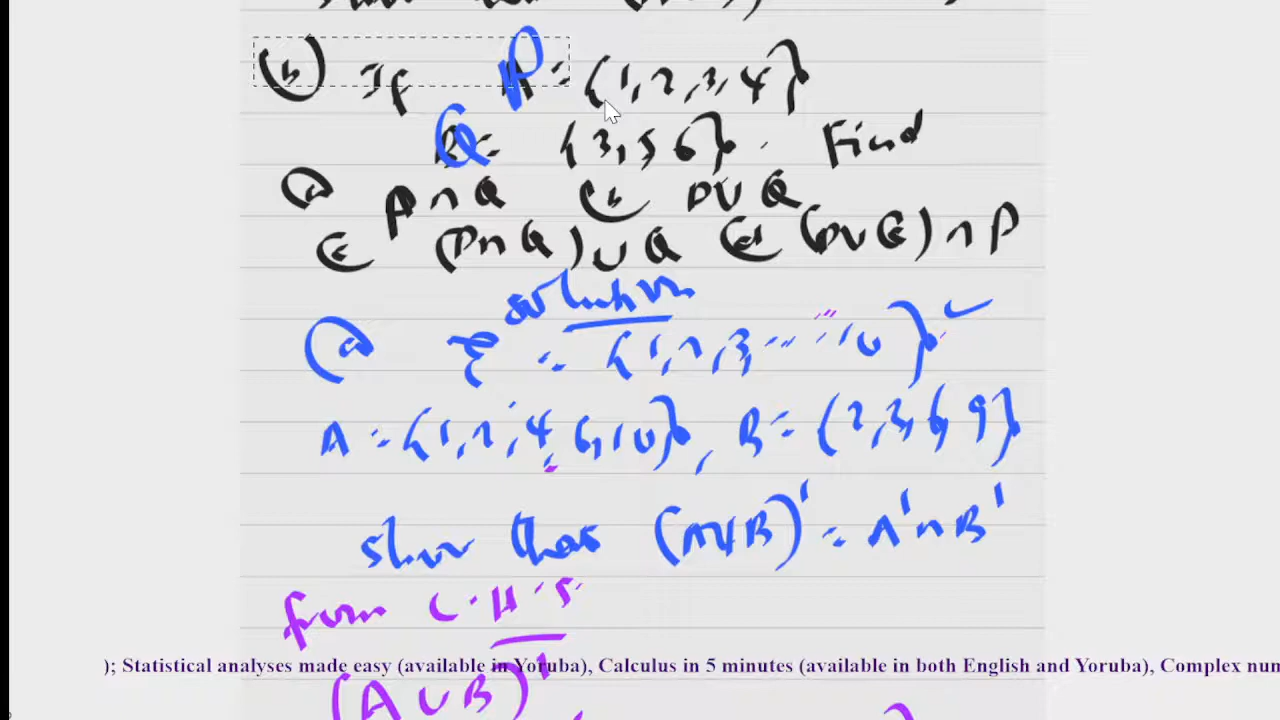 (b) If P = {1,2,3,4}
Q = {3,5 6}. Find
(a) P∩Q (b) P∪Q
(c) (P∩Q)∪Q (d) (P∪Q)∩P
solution
(a) ξ = {1,2,3,... ...10}
A = {1,2,4,6,10}, B = {2,3,6,9}
show that (A∪B)' = A'∩B'
from L.H.S
); Statistical analyses made easy (available in Yoruba), Calculus in 5 minutes (available in both English and Yoruba), Complex num
(A∪B)'